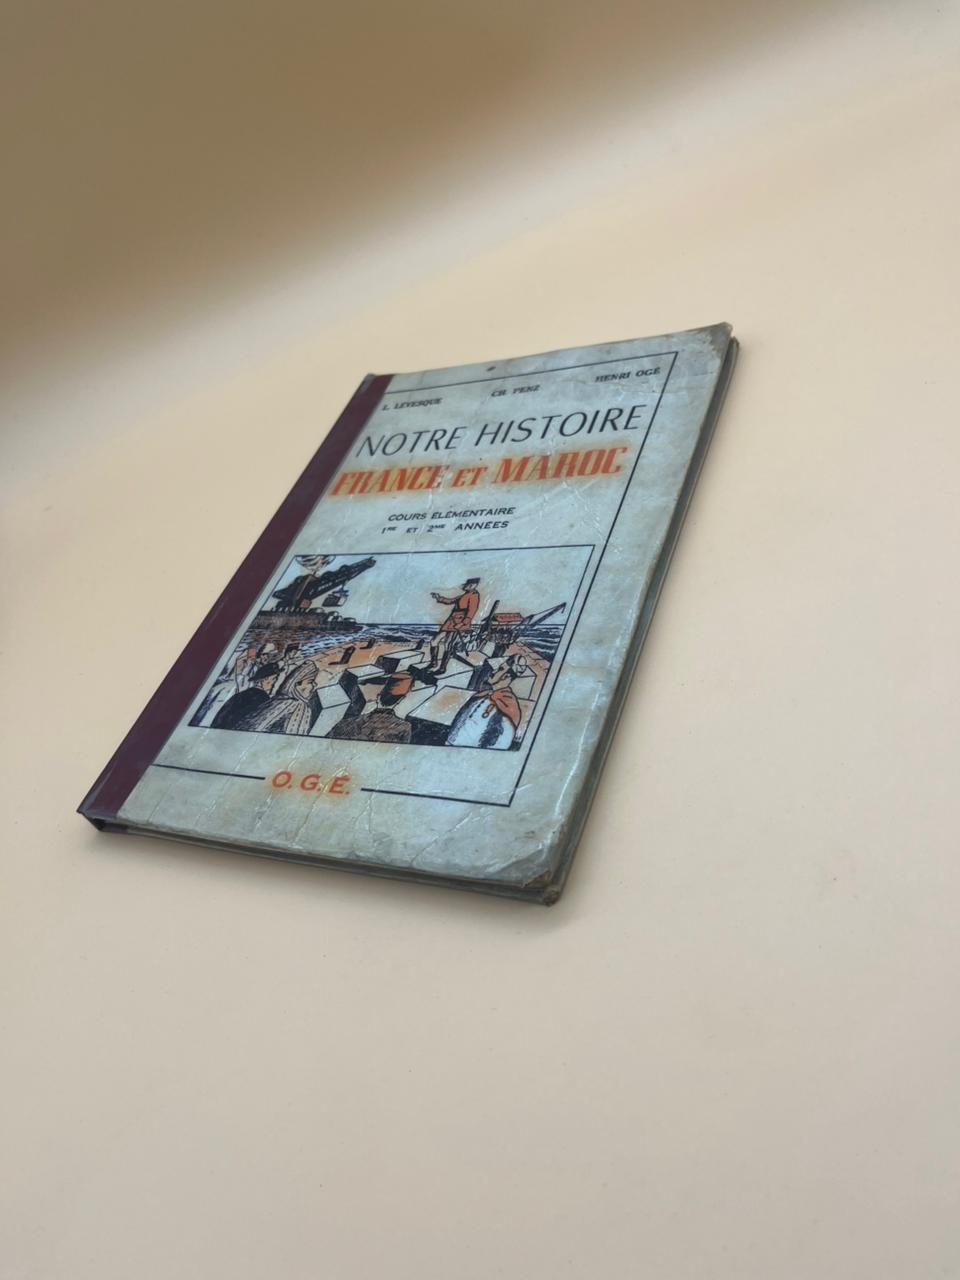 L. LEVESQUE CH. PENZ HENRI OGÉ
NOTRE HISTOIRE
FRANCE ET MAROC
COURS ÉLÉMENTAIRE
1RE ET 2ME ANNÉES
O.G.E.